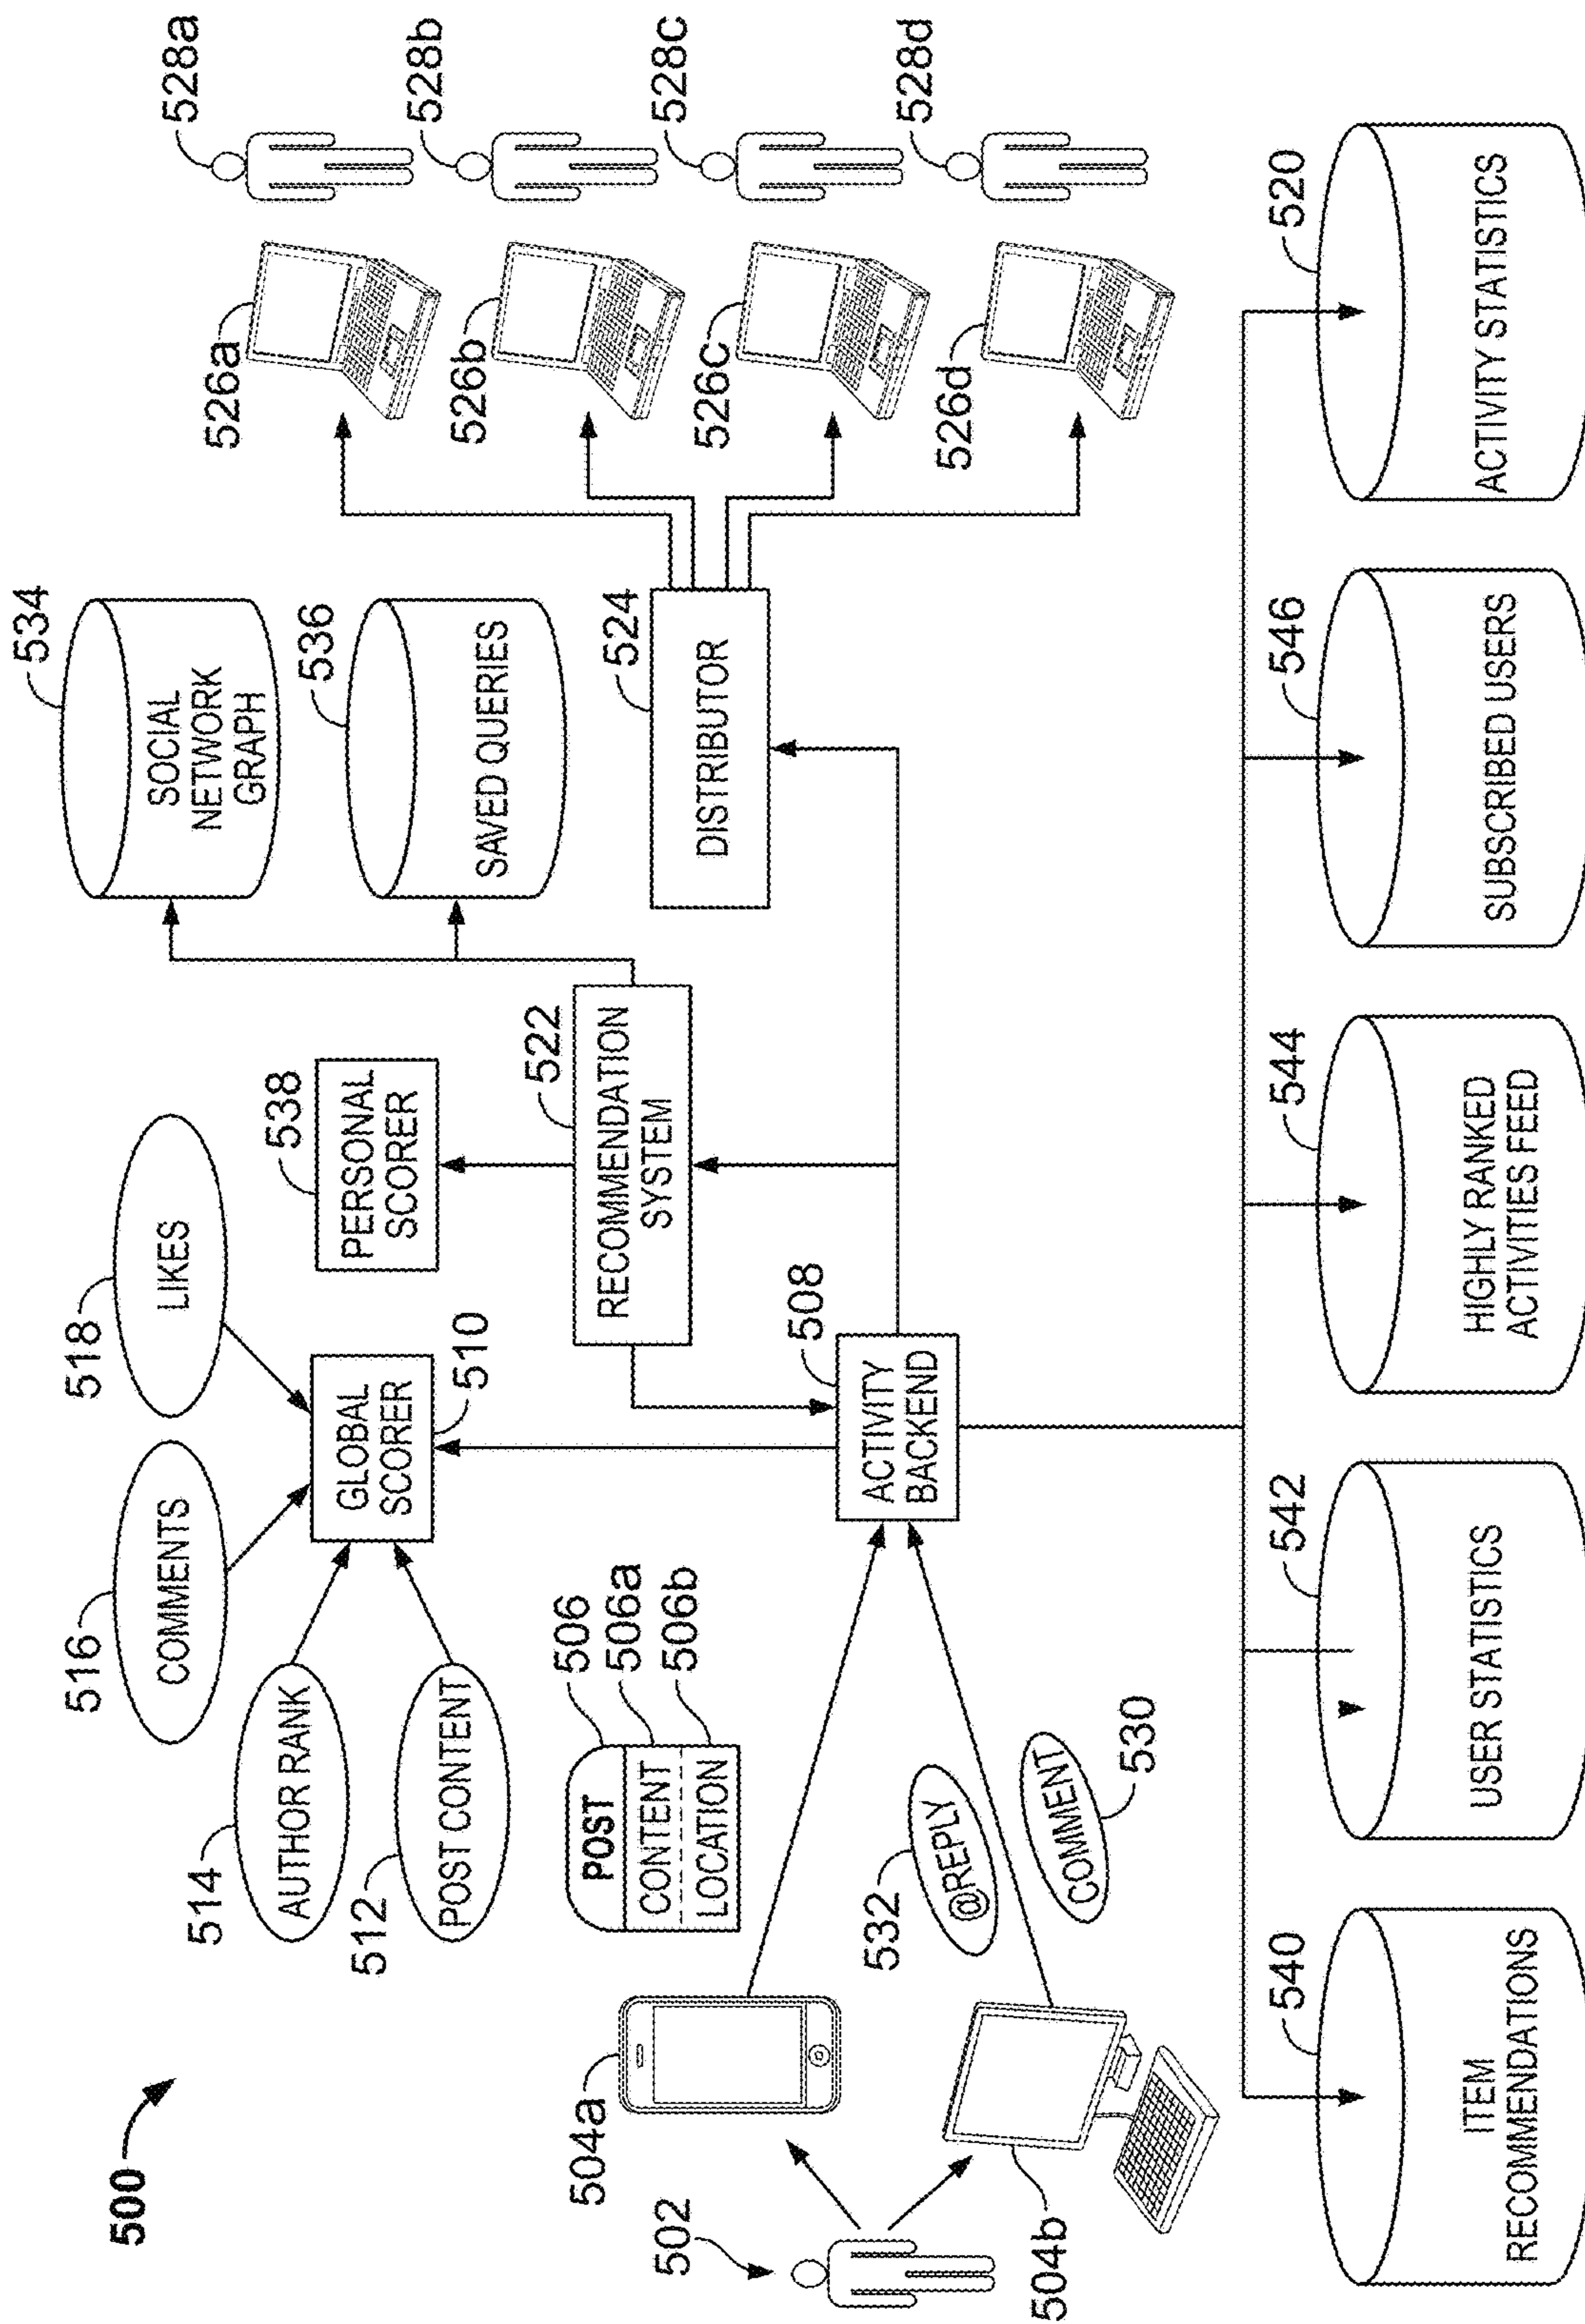 500
516
COMMENTS
518
LIKES
514
AUTHOR RANK
512
POST CONTENT
GLOBAL
SCORER
510
538
PERSONAL
SCORER
534
SOCIAL
NETWORK
GRAPH
536
SAVED QUERIES
522
RECOMMENDATION
SYSTEM
524
DISTRIBUTOR
526a
526b
526c
526d
528a
528b
528c
528d
502
504a
504b
POST
CONTENT
LOCATION
506
506a
506b
508
ACTIVITY
BACKEND
532
@REPLY
COMMENT
530
540
ITEM
RECOMMENDATIONS
542
USER STATISTICS
544
HIGHLY RANKED
ACTIVITIES FEED
546
SUBSCRIBED USERS
520
ACTIVITY STATISTICS